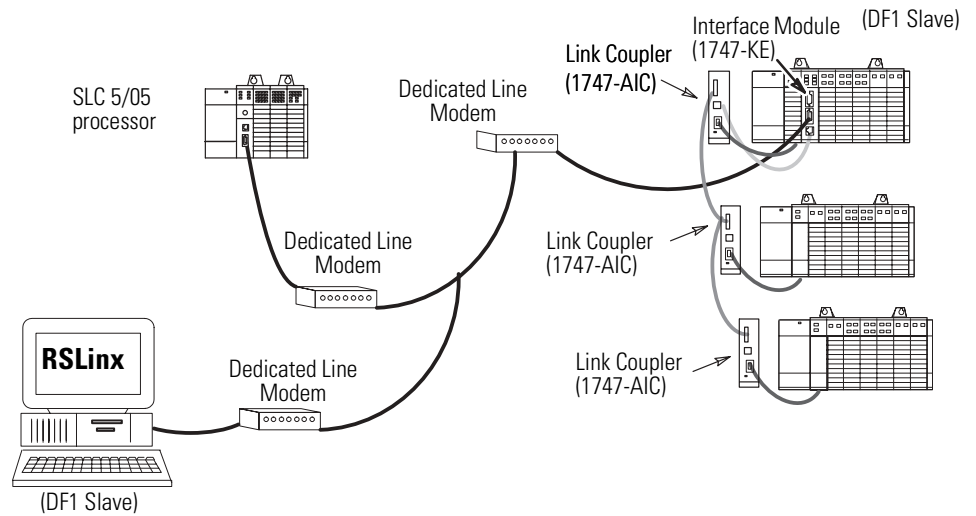 Interface Module
(1747-KE)
(DF1 Slave)
Link Coupler
(1747-AIC)
SLC 5/05
processor
Dedicated Line
Modem
Dedicated Line
Modem
Link Coupler
(1747-AIC)
RSLinx
Dedicated Line
Modem
Link Coupler
(1747-AIC)
(DF1 Slave)